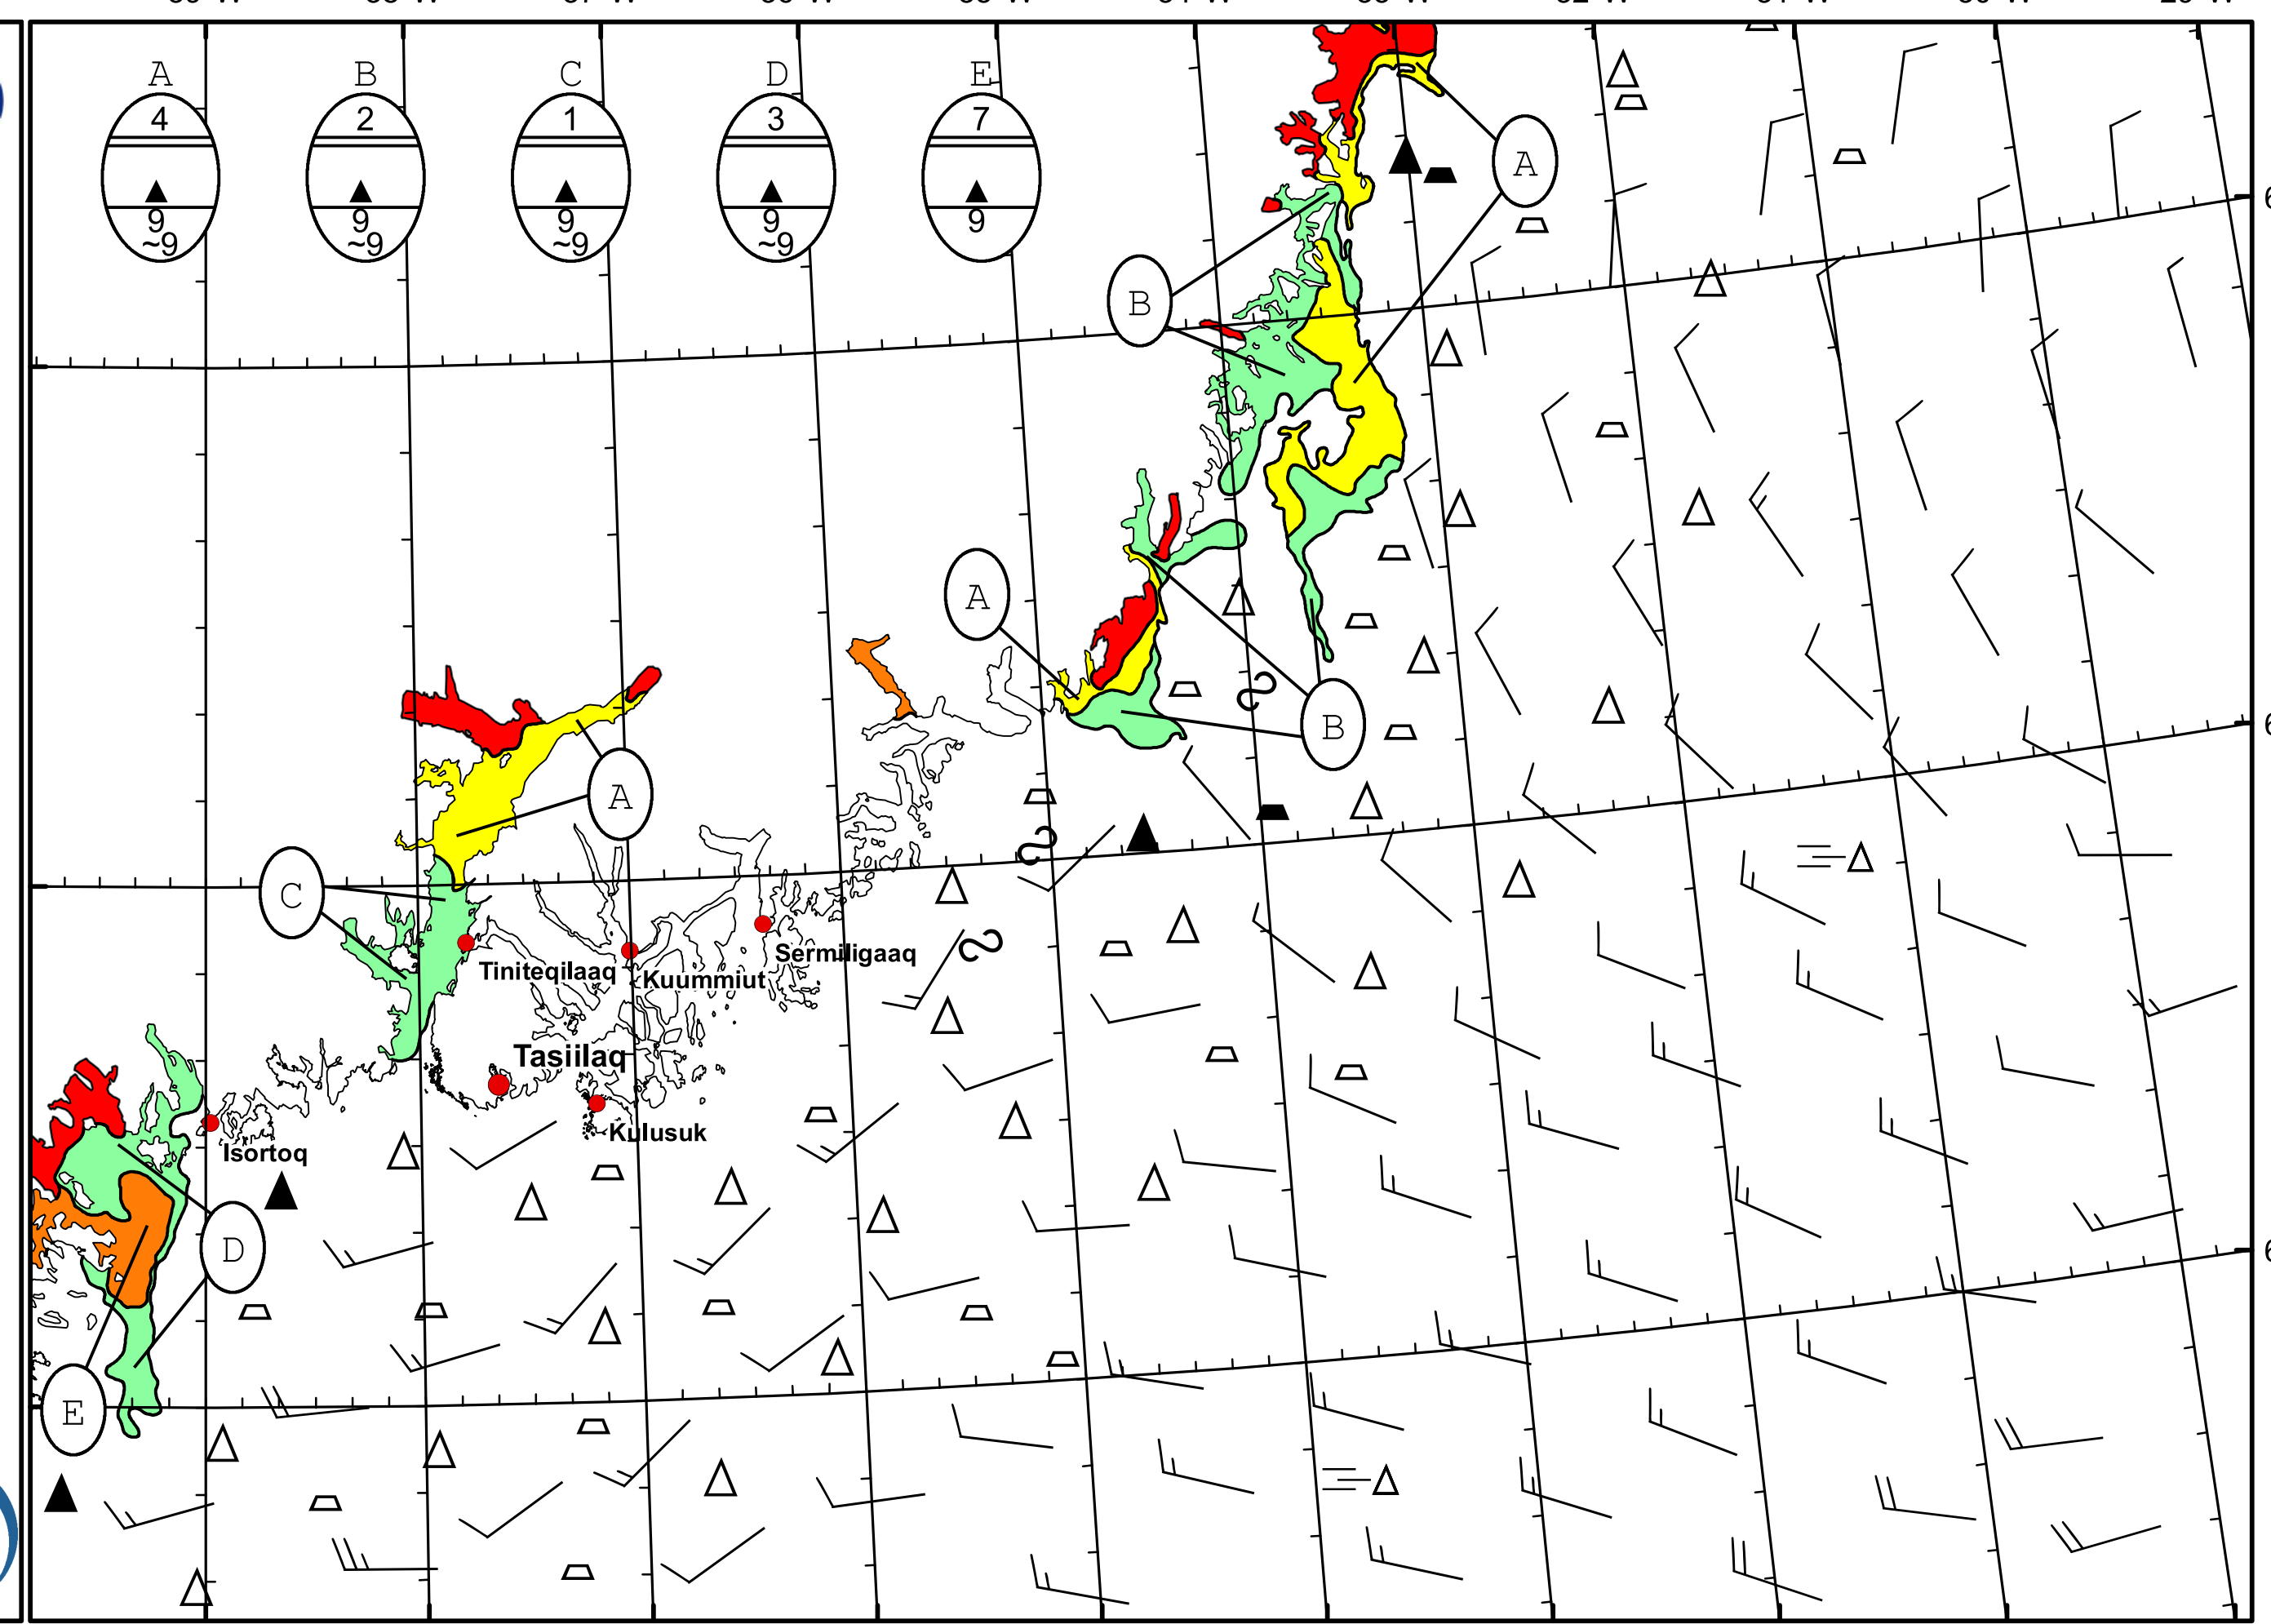 A B C D E
4 2 1 3 7
9 9 9 9 9
~9 ~9 ~9 ~9
A
B
A
B
A
C
Sermiligaaq
Tiniteqilaaq
Kuummiut
Tasiilaq
Kulusuk
Isortoq
D
E